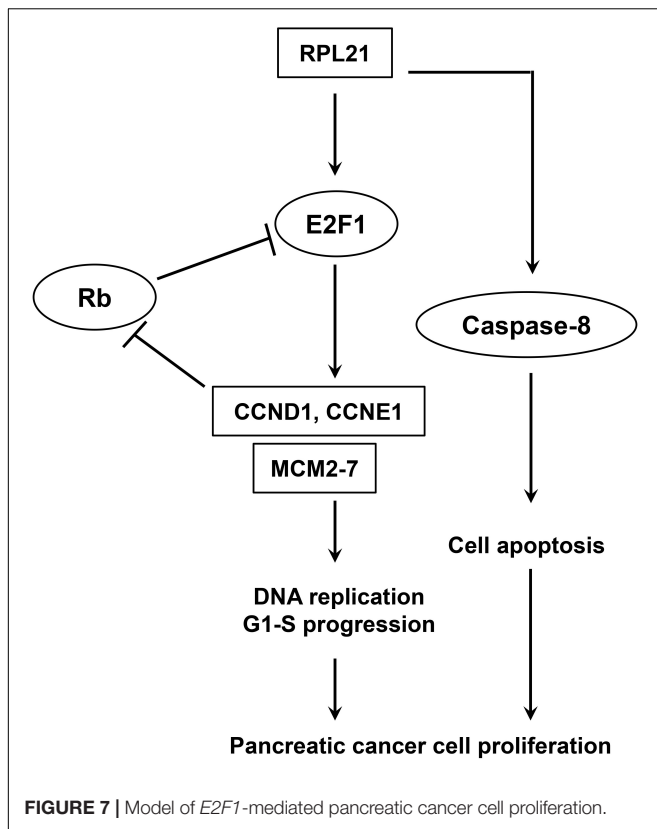 RPL21
E2F1
Rb
Caspase-8
CCND1, CCNE1
MCM2-7
Cell apoptosis
DNA replication
G1-S progression
Pancreatic cancer cell proliferation
FIGURE 7 | Model of E2F1-mediated pancreatic cancer cell proliferation.